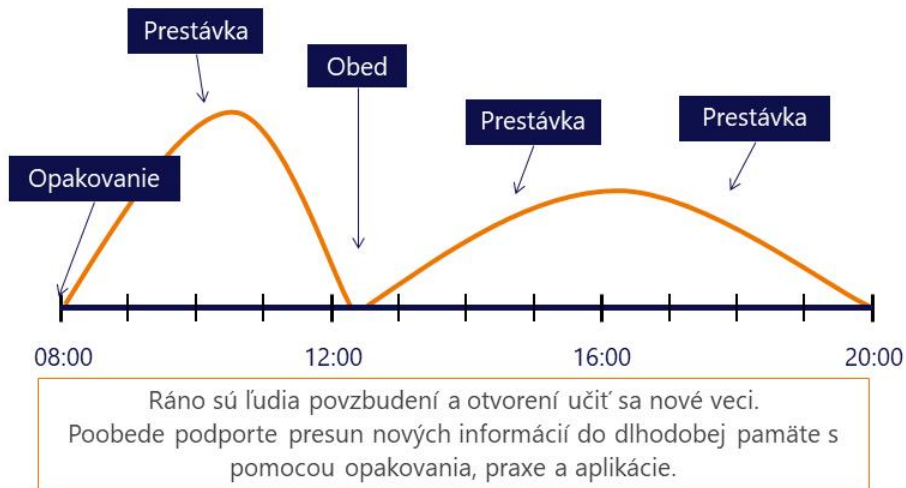 Prestávka
Obed
Prestávka
Prestávka
Opakovanie
08:00
12:00
16:00
20:00
Ráno sú ľudia povzbudení a otvorení učiť sa nové veci.
Poobede podporte presun nových informácií do dlhodobej pamäte s
pomocou opakovania, praxe a aplikácie.